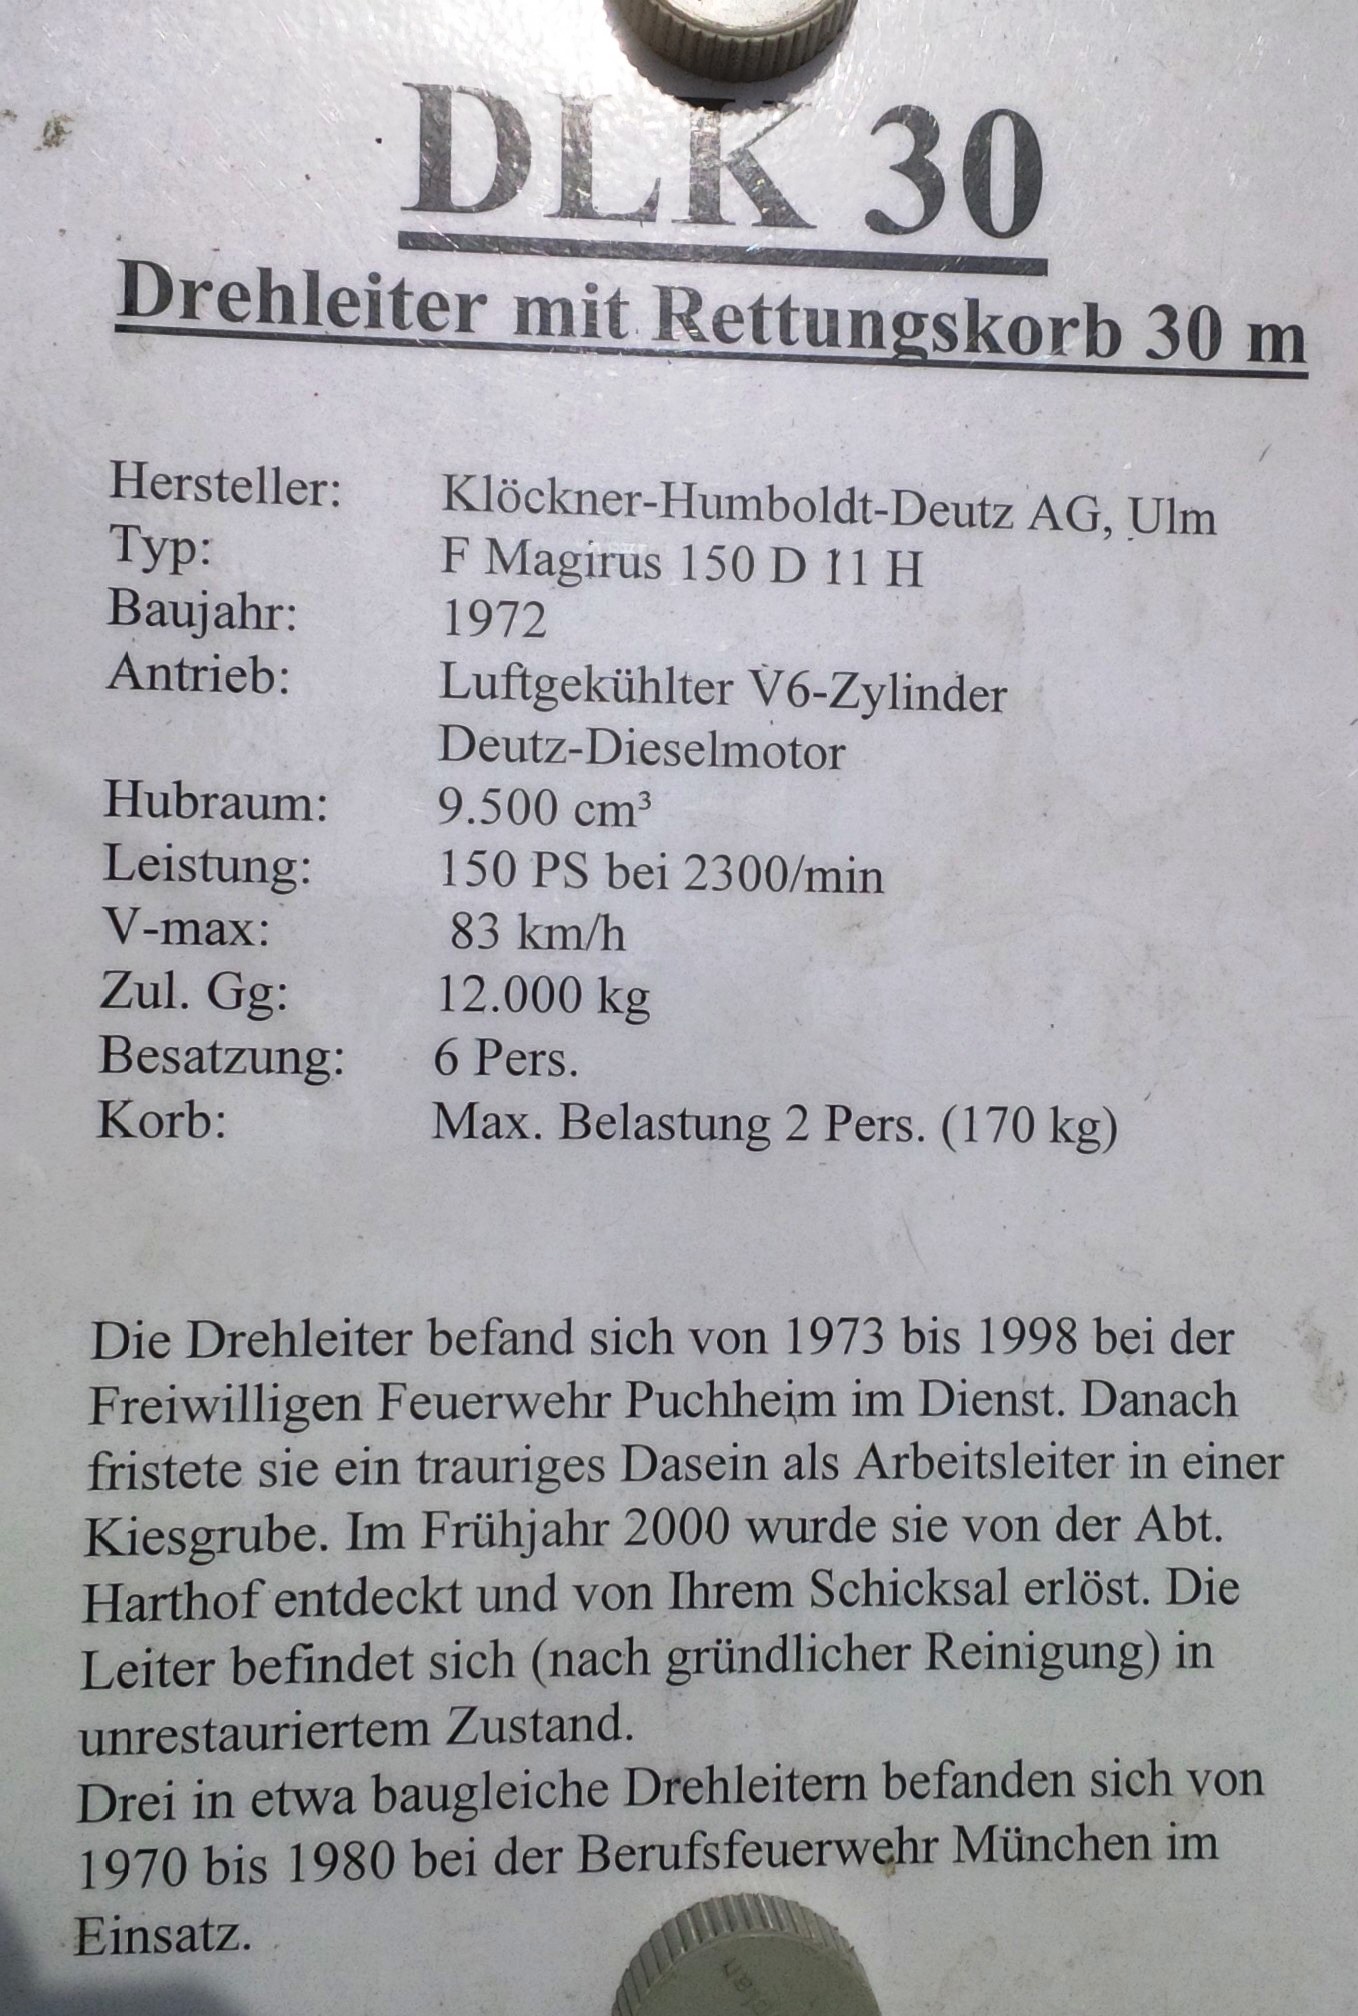 DLK 30
Drehleiter mit Rettungskorb 30 m
Hersteller: Klöckner-Humboldt-Deutz AG, Ulm
Typ: F Magirus 150 D 11 H
Baujahr: 1972
Antrieb: Luftgekühlter V6-Zylinder
Deutz-Dieselmotor
Hubraum: 9.500 cm³
Leistung: 150 PS bei 2300/min
V-max: 83 km/h
Zul. Gg: 12.000 kg
Besatzung: 6 Pers.
Korb: Max. Belastung 2 Pers. (170 kg)
Die Drehleiter befand sich von 1973 bis 1998 bei der
Freiwilligen Feuerwehr Puchheim im Dienst. Danach
fristete sie ein trauriges Dasein als Arbeitsleiter in einer
Kiesgrube. Im Frühjahr 2000 wurde sie von der Abt.
Harthof entdeckt und von Ihrem Schicksal erlöst. Die
Leiter befindet sich (nach gründlicher Reinigung) in
unrestauriertem Zustand.
Drei in etwa baugleiche Drehleitern befanden sich von
1970 bis 1980 bei der Berufsfeuerwehr München im
Einsatz.